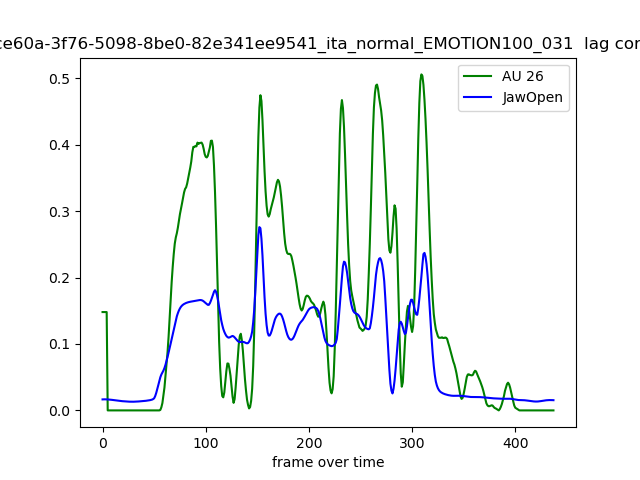 ce60a-3f76-5098-8be0-82e341ee9541_ita_normal_EMOTION100_031 lag cor
AU 26
JawOpen
0.5
0.4
0.3
0.2
0.1
0.0
0 100 200 300 400
frame over time